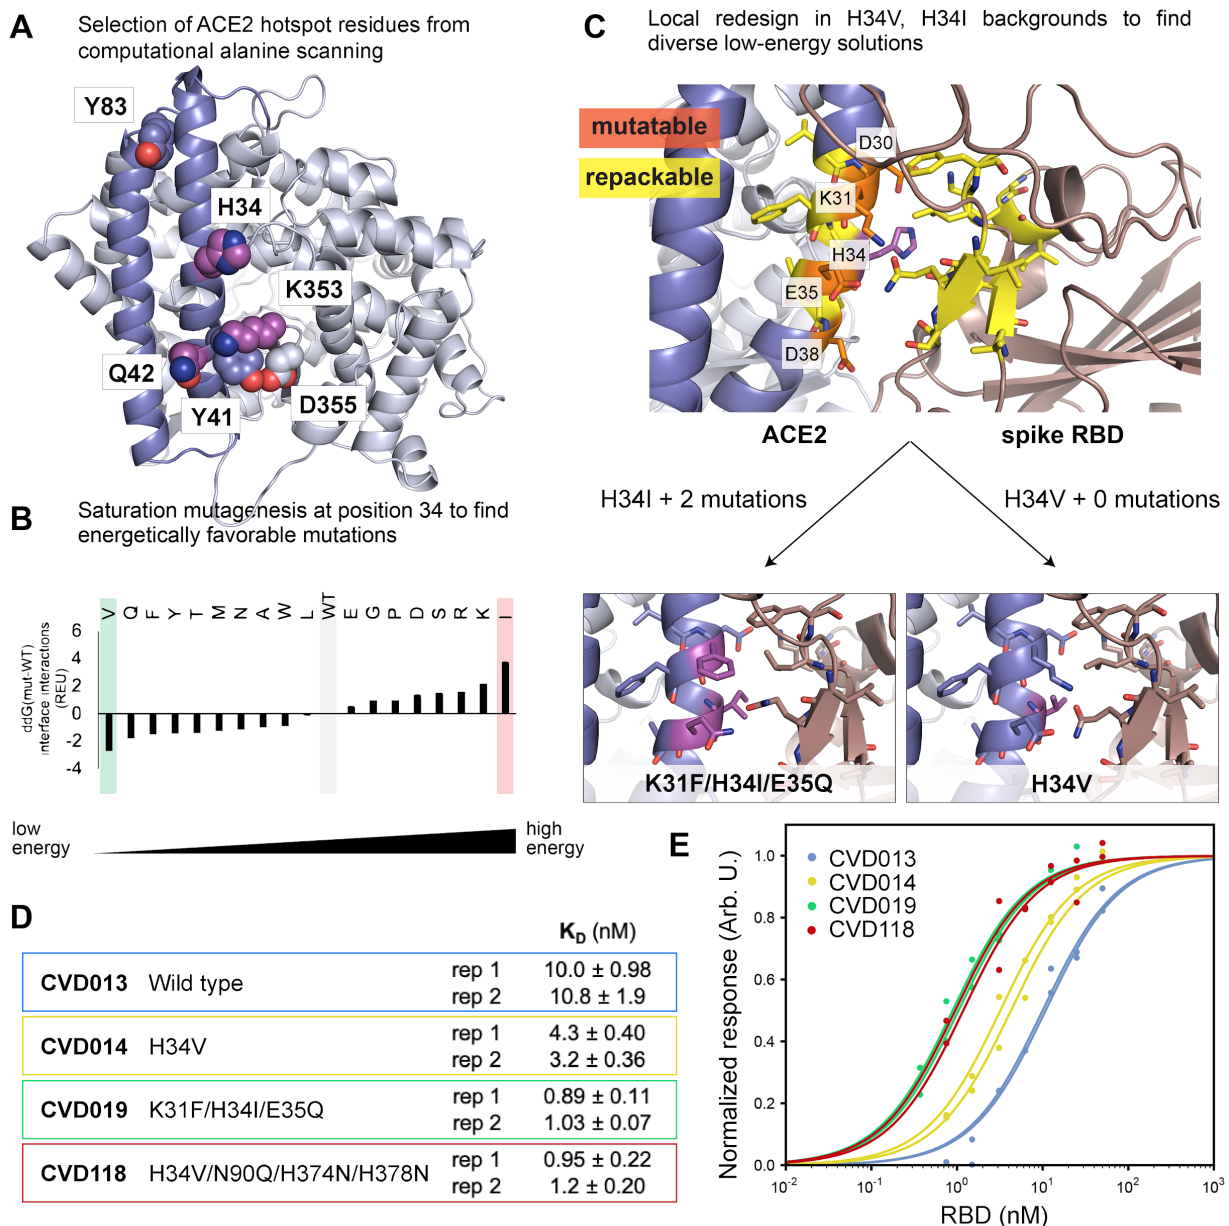 A
Selection of ACE2 hotspot residues from
computational alanine scanning
Y83
H34
K353
Q42
Y41
D355
B
Saturation mutagenesis at position 34 to find
energetically favorable mutations
V Q F Y T M N A W L WT E G P D S R K I
ddG(mut-WT)
interface interactions
(REU)
6
4
2
0
-2
-4
low
energy
high
energy
C
Local redesign in H34V, H34I backgrounds to find
diverse low-energy solutions
mutatable
repackable
D30
K31
H34
E35
D38
ACE2
spike RBD
H34I + 2 mutations
H34V + 0 mutations
K31F/H34I/E35Q
H34V
D
K_D (nM)
CVD013 Wild type rep 1 10.0 ± 0.98
rep 2 10.8 ± 1.9
CVD014 H34V rep 1 4.3 ± 0.40
rep 2 3.2 ± 0.36
CVD019 K31F/H34I/E35Q rep 1 0.89 ± 0.11
rep 2 1.03 ± 0.07
CVD118 H34V/N90Q/H374N/H378N rep 1 0.95 ± 0.22
rep 2 1.2 ± 0.20
E
Normalized response (Arb. U.)
1.0
0.8
0.6
0.4
0.2
0.0
CVD013
CVD014
CVD019
CVD118
10⁻² 10⁻¹ 10⁰ 10¹ 10² 10³
RBD (nM)